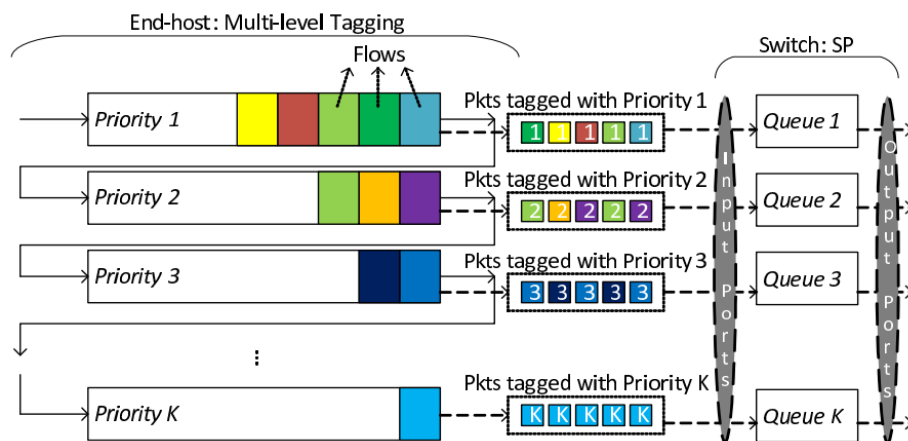 End-host: Multi-level Tagging
Switch: SP
Flows
Priority 1
Pkts tagged with Priority 1
1 1 1 1 1
Queue 1
Priority 2
Pkts tagged with Priority 2
2 2 2 2 2
Queue 2
Priority 3
Pkts tagged with Priority 3
3 3 3 3 3
Queue 3
Input Ports
Output Ports
...
Priority K
Pkts tagged with Priority K
K K K K K
Queue K